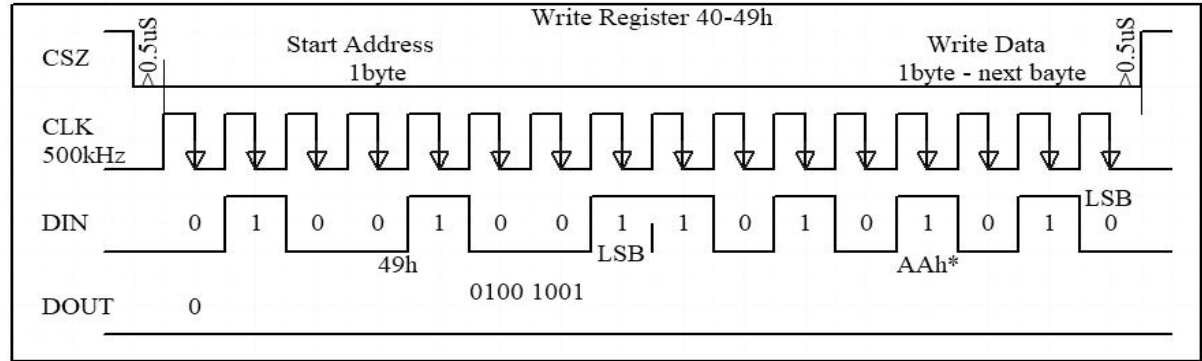 Write Register 40-49h
CSZ
>0.5uS
Start Address
1byte
Write Data
1byte - next bayte
>0.5uS
CLK
500kHz
DIN
0 1 0 0 1 0 0 1 1 0 1 0 1 0 1 0
LSB
LSB
49h
AAh*
0100 1001
DOUT
0